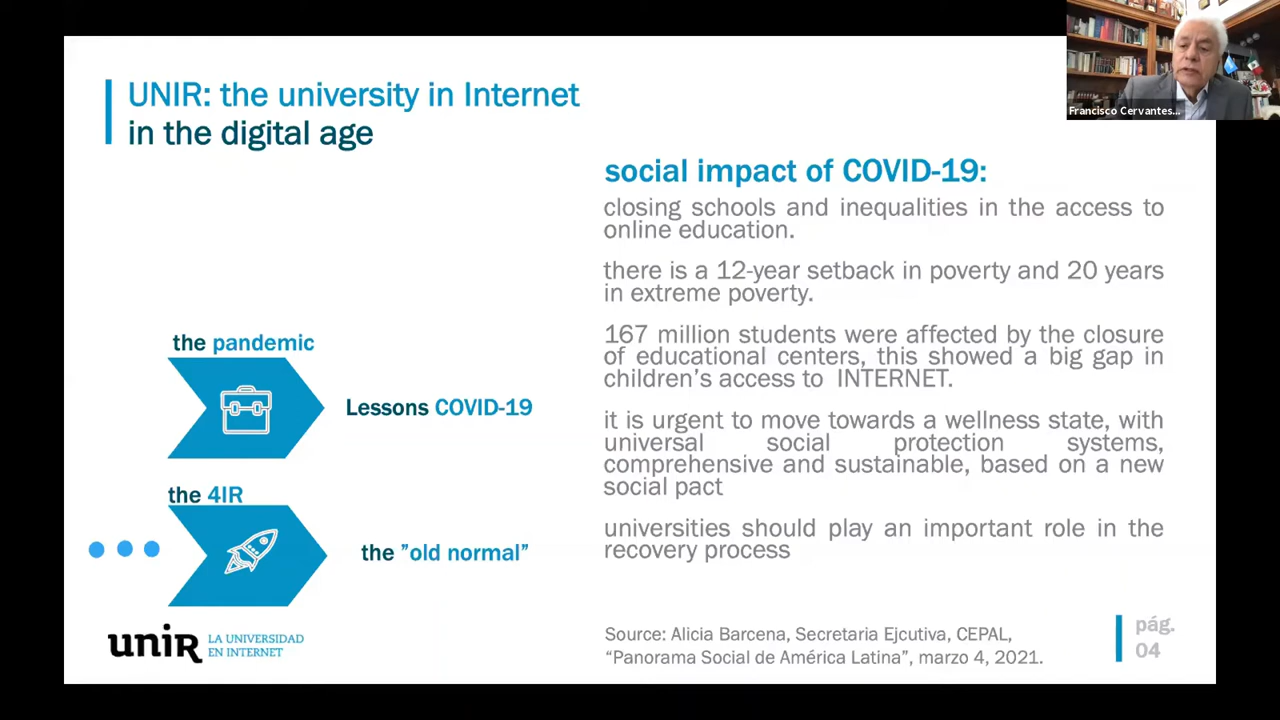 Francisco Cervantes...
UNIR: the university in Internet
in the digital age
social impact of COVID-19:
closing schools and inequalities in the access to
online education.
there is a 12-year setback in poverty and 20 years
in extreme poverty.
167 million students were affected by the closure
of educational centers, this showed a big gap in
children's access to INTERNET.
it is urgent to move towards a wellness state, with
universal social protection systems,
comprehensive and sustainable, based on a new
social pact
universities should play an important role in the
recovery process
the pandemic
Lessons COVID-19
the 4IR
the ”old normal”
unir LA UNIVERSIDAD
EN INTERNET
Source: Alicia Barcena, Secretaria Ejcutiva, CEPAL,
“Panorama Social de América Latina”, marzo 4, 2021.
pág.
04